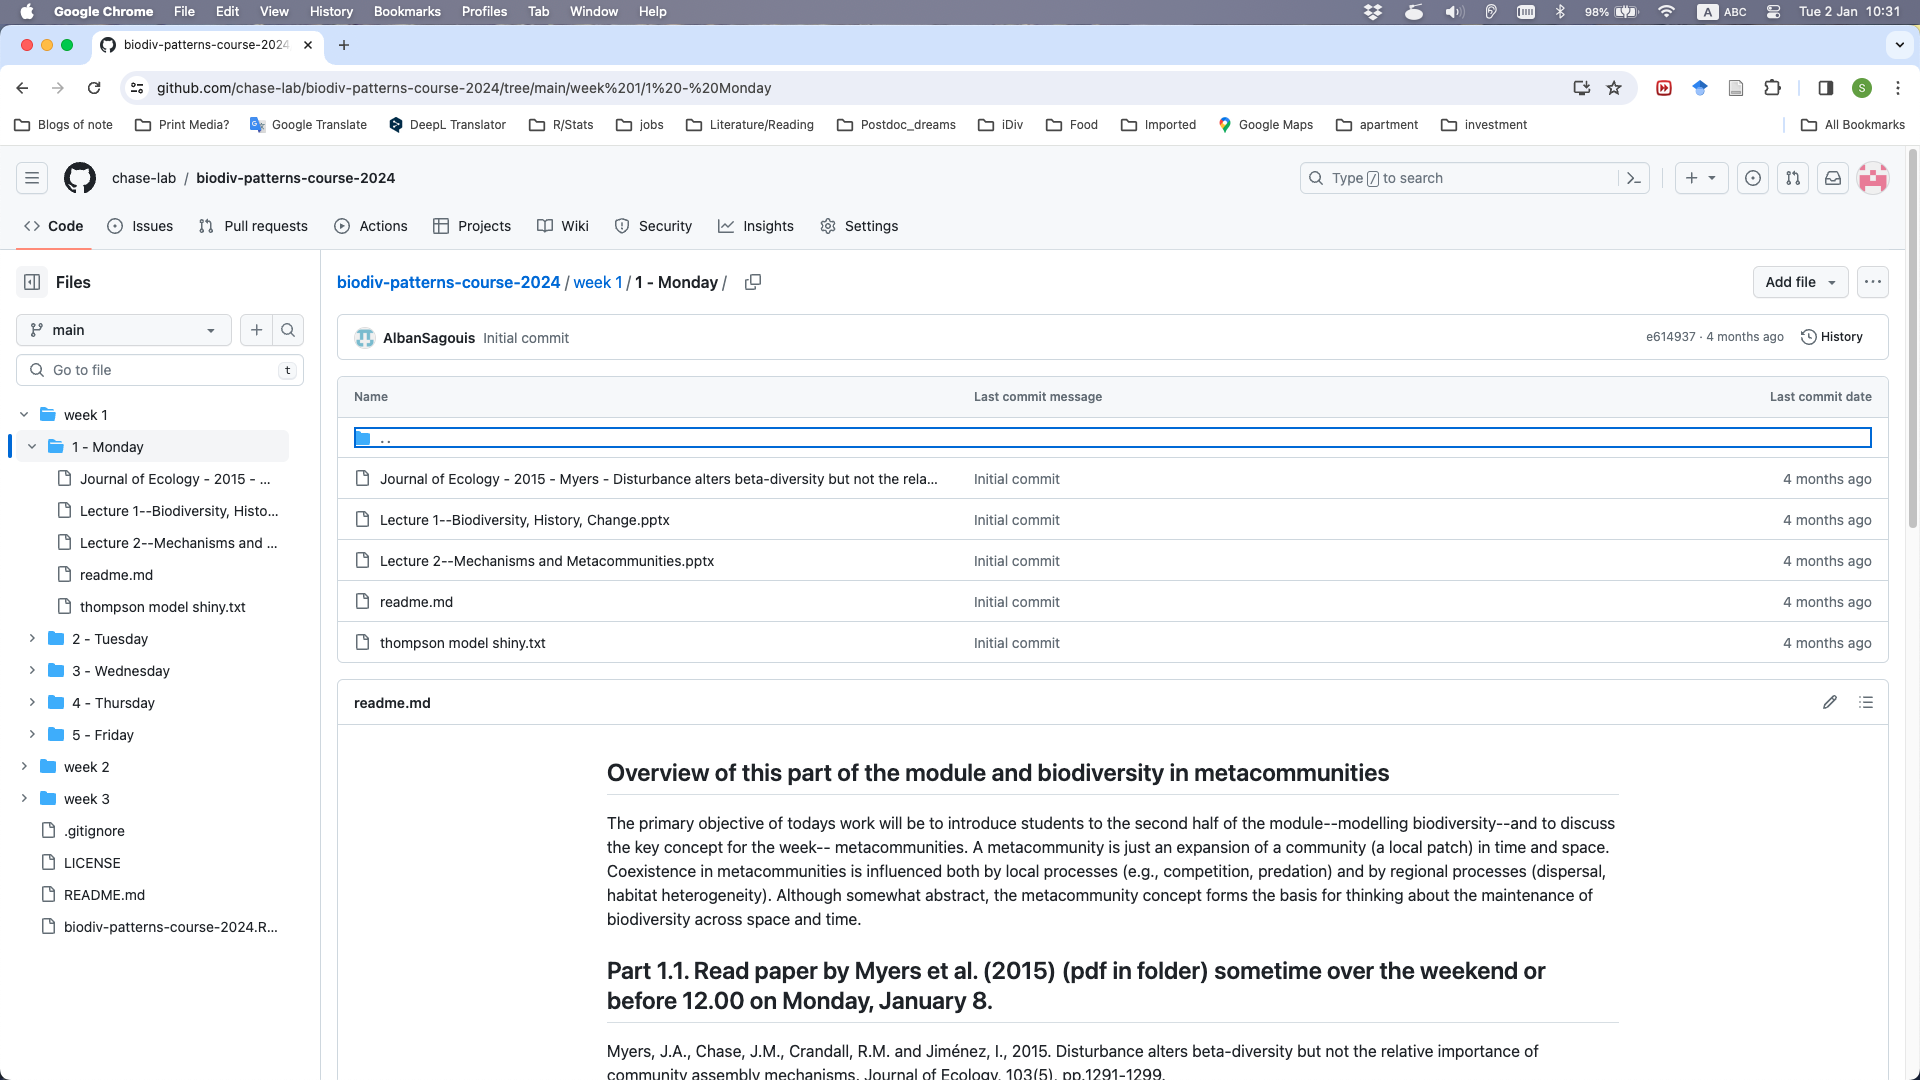 Google Chrome File Edit View History Bookmarks Profiles Tab Window Help 98% A ABC Tue 2 Jan 10:31
biodiv-patterns-course-2024
github.com/chase-lab/biodiv-patterns-course-2024/tree/main/week%201/1%20-%20Monday S
Blogs of note Print Media? Google Translate DeepL Translator R/Stats jobs Literature/Reading Postdoc_dreams iDiv Food Imported Google Maps apartment investment All Bookmarks
chase-lab / biodiv-patterns-course-2024 Type / to search
Code Issues Pull requests Actions Projects Wiki Security Insights Settings
Files
main
Go to file t
week 1
1 - Monday
Journal of Ecology - 2015 - ...
Lecture 1--Biodiversity, Histo...
Lecture 2--Mechanisms and ...
readme.md
thompson model shiny.txt
2 - Tuesday
3 - Wednesday
4 - Thursday
5 - Friday
week 2
week 3
.gitignore
LICENSE
README.md
biodiv-patterns-course-2024.R...
biodiv-patterns-course-2024 / week 1 / 1 - Monday / Add file
AlbanSagouis Initial commit e614937 · 4 months ago History
Name Last commit message Last commit date
..
Journal of Ecology - 2015 - Myers - Disturbance alters beta-diversity but not the rela... Initial commit 4 months ago
Lecture 1--Biodiversity, History, Change.pptx Initial commit 4 months ago
Lecture 2--Mechanisms and Metacommunities.pptx Initial commit 4 months ago
readme.md Initial commit 4 months ago
thompson model shiny.txt Initial commit 4 months ago
readme.md
Overview of this part of the module and biodiversity in metacommunities
The primary objective of todays work will be to introduce students to the second half of the module--modelling biodiversity--and to discuss
the key concept for the week-- metacommunities. A metacommunity is just an expansion of a community (a local patch) in time and space.
Coexistence in metacommunities is influenced both by local processes (e.g., competition, predation) and by regional processes (dispersal,
habitat heterogeneity). Although somewhat abstract, the metacommunity concept forms the basis for thinking about the maintenance of
biodiversity across space and time.
Part 1.1. Read paper by Myers et al. (2015) (pdf in folder) sometime over the weekend or
before 12.00 on Monday, January 8.
Myers, J.A., Chase, J.M., Crandall, R.M. and Jiménez, I., 2015. Disturbance alters beta-diversity but not the relative importance of
community assembly mechanisms. Journal of Ecology, 103(5), pp.1291-1299.